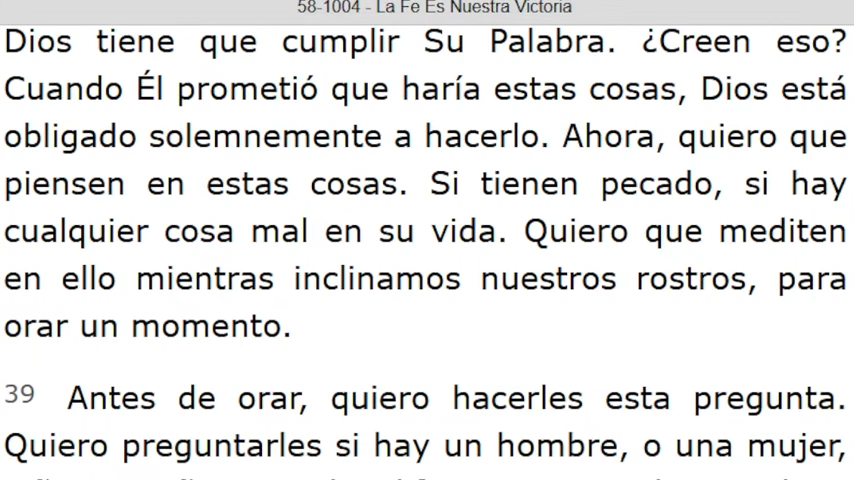 58-1004 - La Fe Es Nuestra Victoria
Dios tiene que cumplir Su Palabra. ¿Creen eso?
Cuando Él prometió que haría estas cosas, Dios está
obligado solemnemente a hacerlo. Ahora, quiero que
piensen en estas cosas. Si tienen pecado, si hay
cualquier cosa mal en su vida. Quiero que mediten
en ello mientras inclinamos nuestros rostros, para
orar un momento.
39 Antes de orar, quiero hacerles esta pregunta.
Quiero preguntarles si hay un hombre, o una mujer,